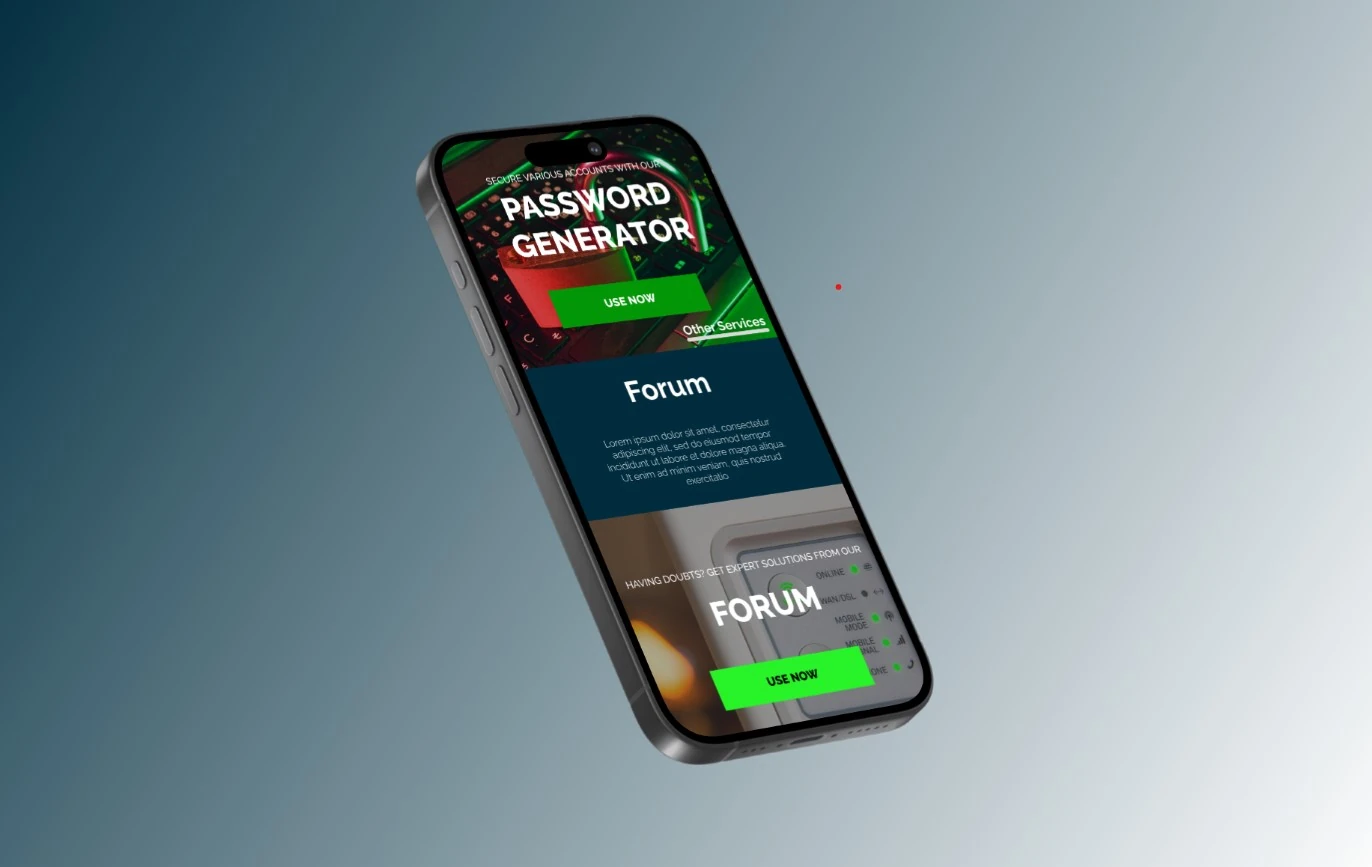 SECURE VARIOUS ACCOUNTS WITH OUR
PASSWORD
GENERATOR
USE NOW
Other Services
Forum
Lorem ipsum dolor sit amet, consectetur
adipiscing elit, sed do eiusmod tempor
incididunt ut labore et dolore magna aliqua.
Ut enim ad minim veniam, quis nostrud
exercitatio
HAVING DOUBTS? GET EXPERT SOLUTIONS FROM OUR
FORUM
ONLINE
WAN/DSL
MOBILE
MODE
MOBILE
USE NOW